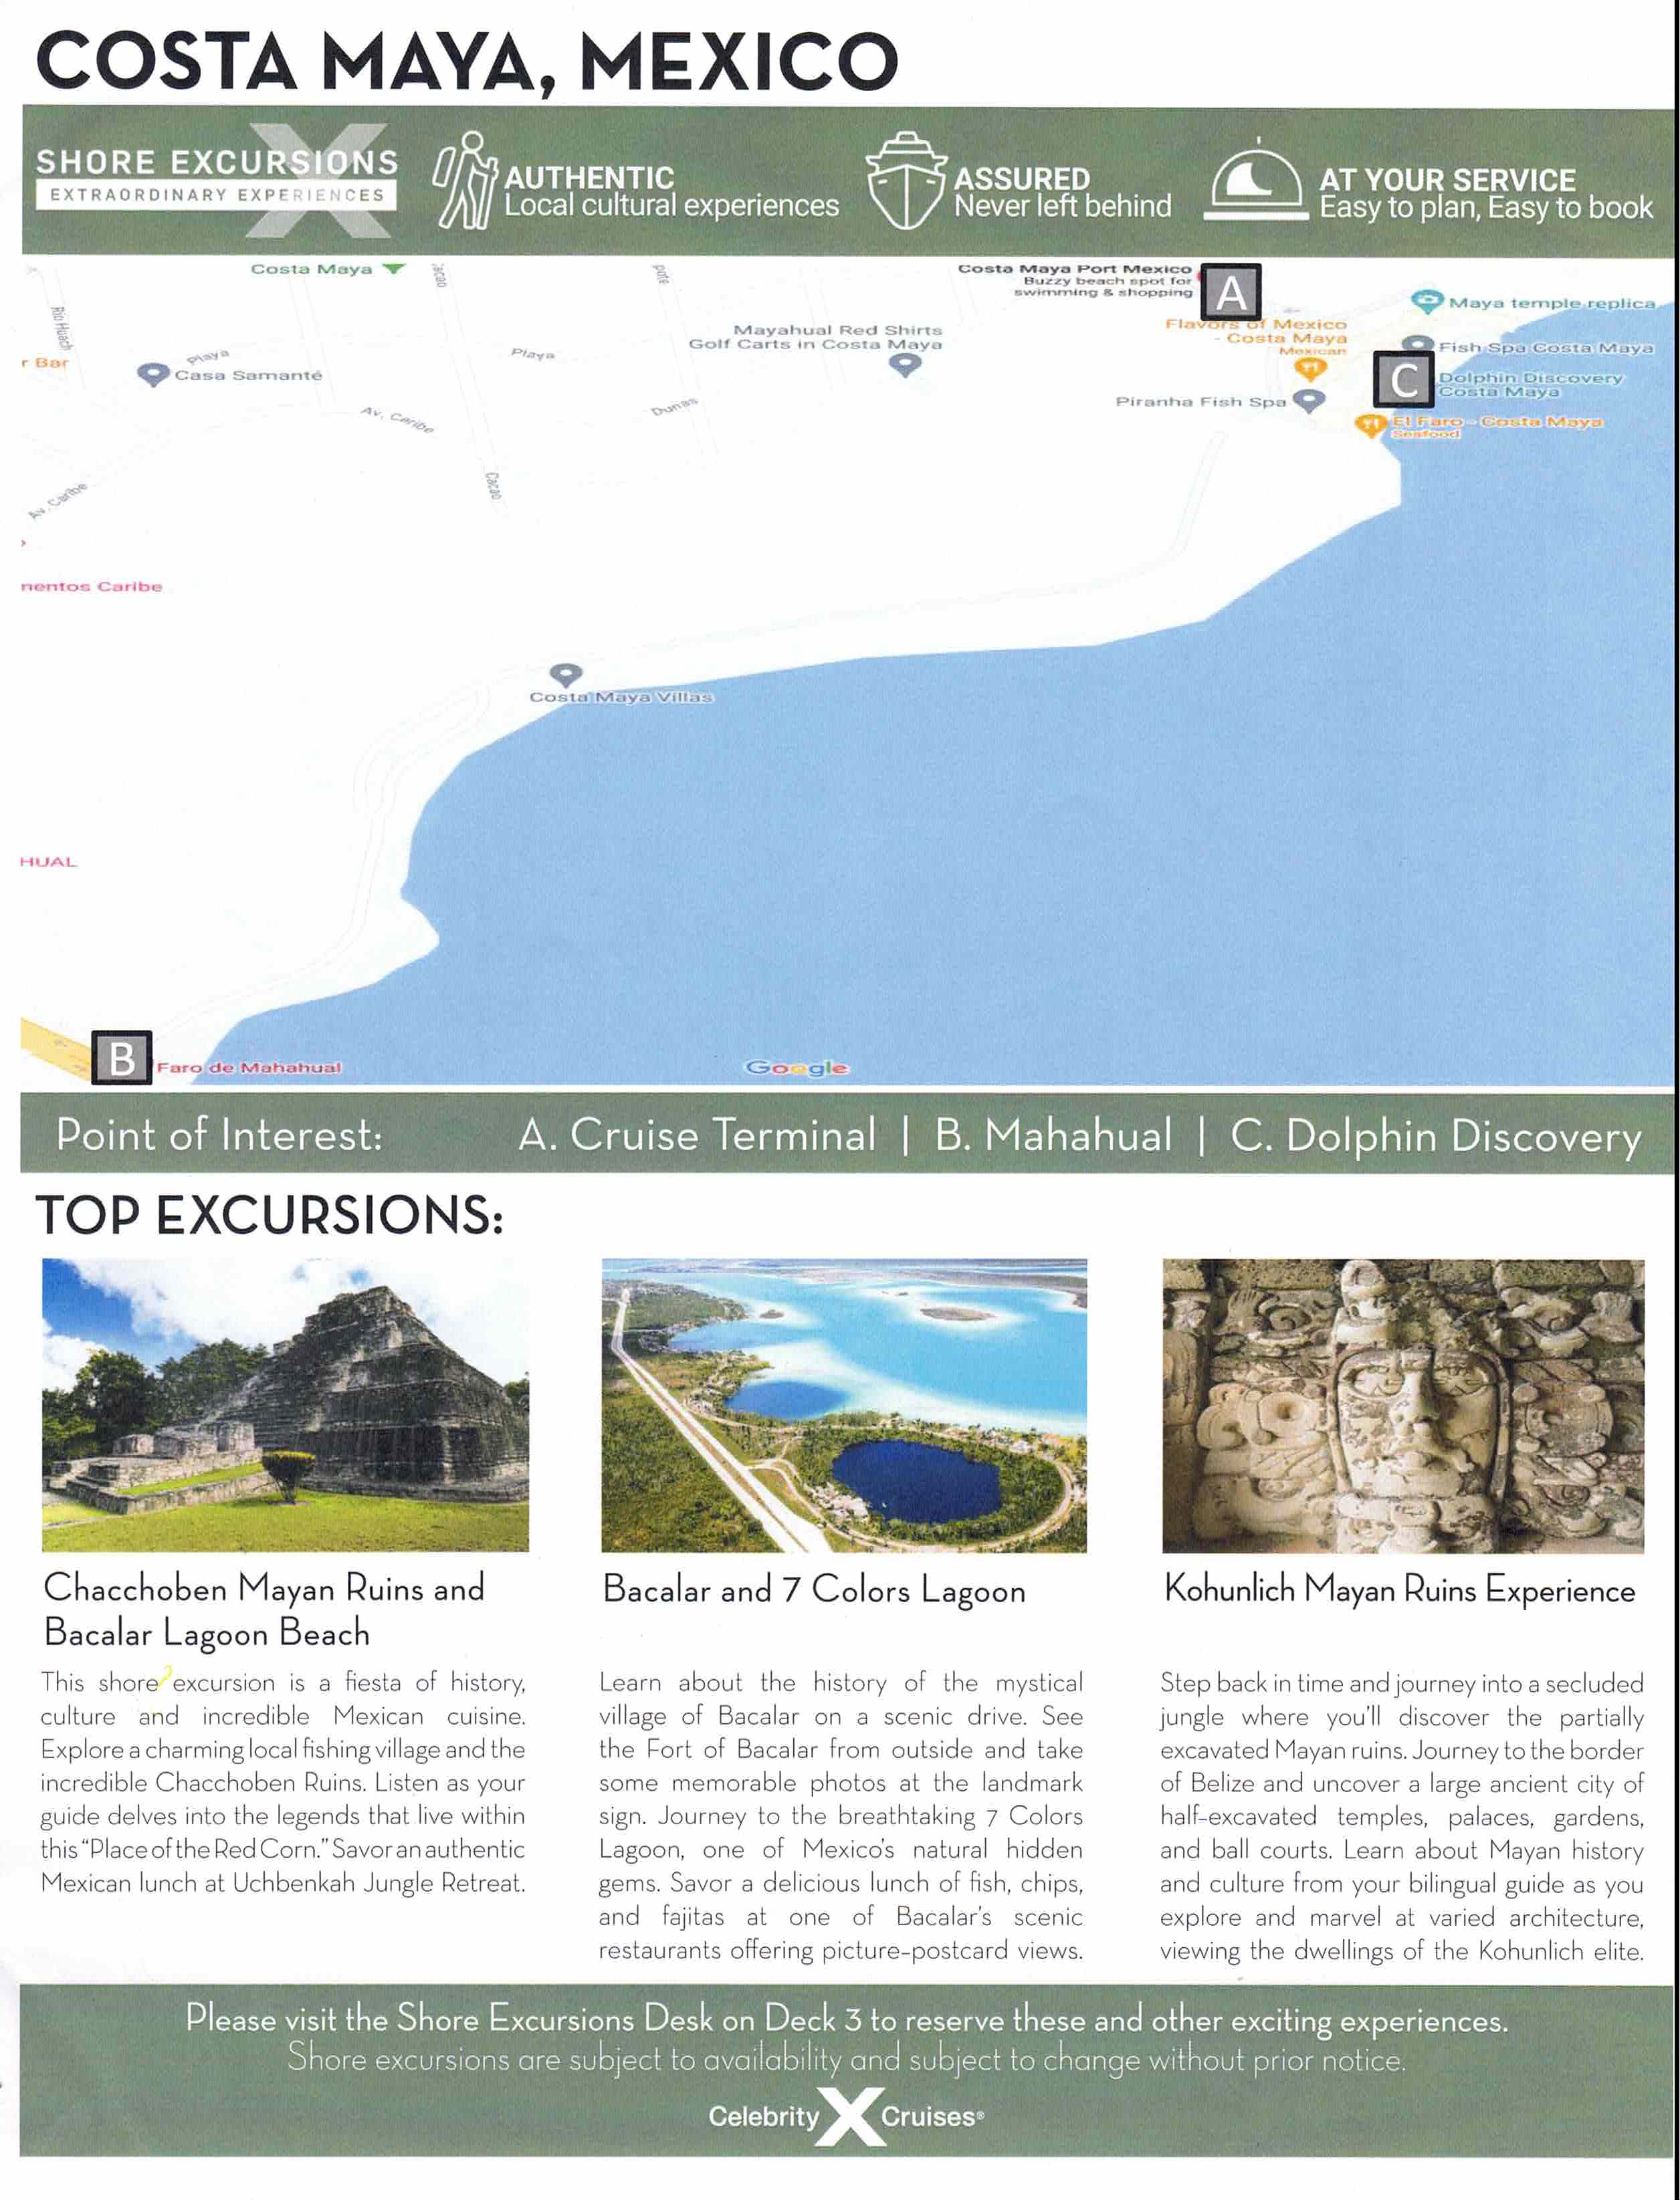 COSTA MAYA, MEXICO
SHORE EXCURSIONS
EXTRAORDINARY EXPERIENCES
AUTHENTIC
Local cultural experiences
ASSURED
Never left behind
AT YOUR SERVICE
Easy to plan, Easy to book
Costa Maya
Costa Maya Port Mexico
Buzzy beach spot for
swimming & shopping
A
Maya temple replica
Rio Huach
Mayahual Red Shirts
Golf Carts in Costa Maya
Flavors of Mexico
- Costa Maya
Mexican
Fish Spa Costa Maya
r Bar
Playa
Casa Samanté
Playa
C
Dolphin Discovery
Costa Maya
Av. Caribe
Dunas
Piranha Fish Spa
El Faro - Costa Maya
Seafood
Cacao
Av. Caribe
nentos Caribe
Costa Maya Villas
HUAL
B
Faro de Mahahual
Google
Point of Interest: A. Cruise Terminal | B. Mahahual | C. Dolphin Discovery
TOP EXCURSIONS:
Chacchoben Mayan Ruins and
Bacalar Lagoon Beach
This shore excursion is a fiesta of history,
culture and incredible Mexican cuisine.
Explore a charming local fishing village and the
incredible Chacchoben Ruins. Listen as your
guide delves into the legends that live within
this "Place of the Red Corn." Savor an authentic
Mexican lunch at Uchbenkah Jungle Retreat.
Bacalar and 7 Colors Lagoon
Learn about the history of the mystical
village of Bacalar on a scenic drive. See
the Fort of Bacalar from outside and take
some memorable photos at the landmark
sign. Journey to the breathtaking 7 Colors
Lagoon, one of Mexico's natural hidden
gems. Savor a delicious lunch of fish, chips,
and fajitas at one of Bacalar's scenic
restaurants offering picture-postcard views.
Kohunlich Mayan Ruins Experience
Step back in time and journey into a secluded
jungle where you'll discover the partially
excavated Mayan ruins. Journey to the border
of Belize and uncover a large ancient city of
half-excavated temples, palaces, gardens,
and ball courts. Learn about Mayan history
and culture from your bilingual guide as you
explore and marvel at varied architecture,
viewing the dwellings of the Kohunlich elite.
Please visit the Shore Excursions Desk on Deck 3 to reserve these and other exciting experiences.
Shore excursions are subject to availability and subject to change without prior notice.
Celebrity X Cruises®